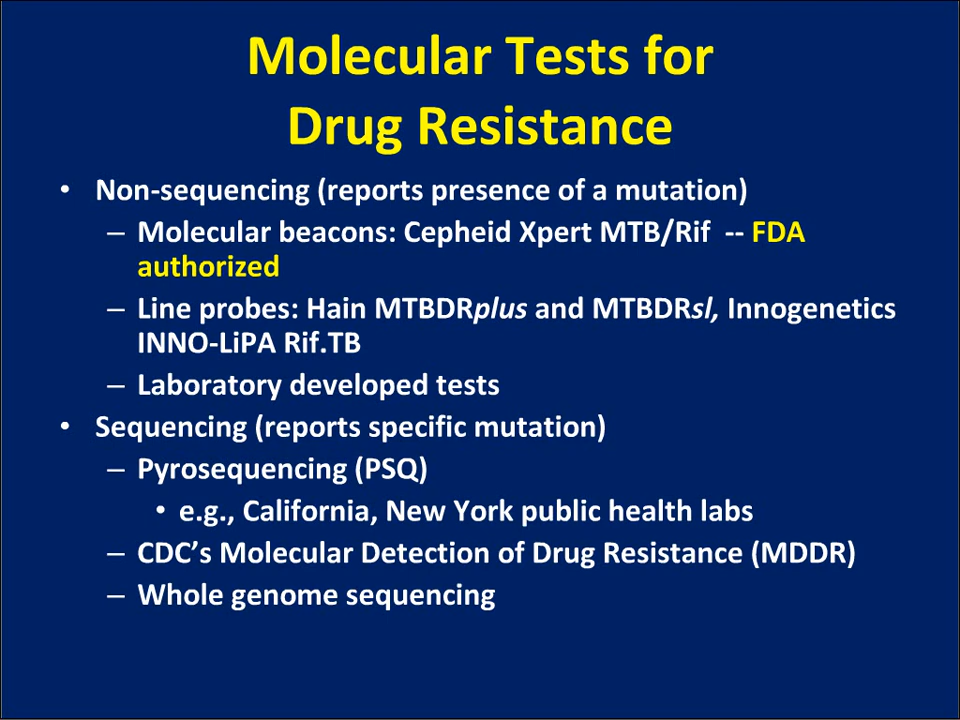 Molecular Tests for
Drug Resistance
• Non-sequencing (reports presence of a mutation)
– Molecular beacons: Cepheid Xpert MTB/Rif -- FDA
authorized
– Line probes: Hain MTBDRplus and MTBDRsl, Innogenetics
INNO-LiPA Rif.TB
– Laboratory developed tests
• Sequencing (reports specific mutation)
– Pyrosequencing (PSQ)
• e.g., California, New York public health labs
– CDC’s Molecular Detection of Drug Resistance (MDDR)
– Whole genome sequencing